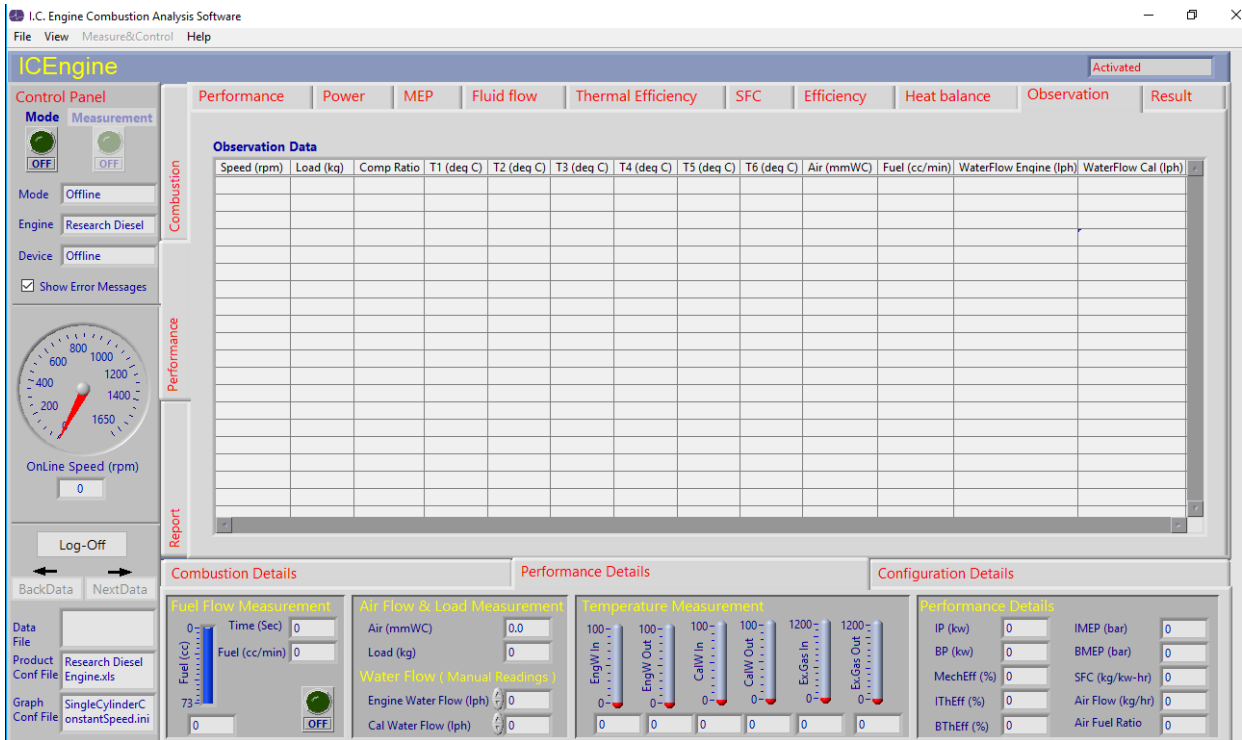 I.C. Engine Combustion Analysis Software
File View Measure&Control Help
ICEngine
Activated
Control Panel
Mode Measurement
OFF OFF
Mode Offline
Engine Research Diesel
Device Offline
Show Error Messages
0 200 400 600 800 1000 1200 1400 1650
OnLine Speed (rpm)
0
Log-Off
BackData NextData
Data File
Product Conf File Research Diesel Engine.xls
Graph Conf File SingleCylinderC onstantSpeed.ini
Combustion
Performance
Report
Performance Power MEP Fluid flow Thermal Efficiency SFC Efficiency Heat balance Observation Result
Observation Data
Speed (rpm) Load (kg) Comp Ratio T1 (deg C) T2 (deg C) T3 (deg C) T4 (deg C) T5 (deg C) T6 (deg C) Air (mmWC) Fuel (cc/min) WaterFlow Engine (lph) WaterFlow Cal (lph)
Combustion Details Performance Details Configuration Details
Fuel Flow Measurement
Fuel (cc)
0
73
0
Time (Sec) 0
Fuel (cc/min) 0
OFF
Air Flow & Load Measurement
Air (mmWC) 0.0
Load (kg) 0
Water Flow ( Manual Readings )
Engine Water Flow (lph) 0
Cal Water Flow (lph) 0
Temperature Measurement
100 100 100 100 1200 1200
EngW In EngW Out CalW In CalW Out Ex.Gas In Ex.Gas Out
0 0 0 0 0 0
0 0 0 0 0 0
Performance Details
IP (kw) 0 IMEP (bar) 0
BP (kw) 0 BMEP (bar) 0
MechEff (%) 0 SFC (kg/kw-hr) 0
IThEff (%) 0 Air Flow (kg/hr) 0
BThEff (%) 0 Air Fuel Ratio 0